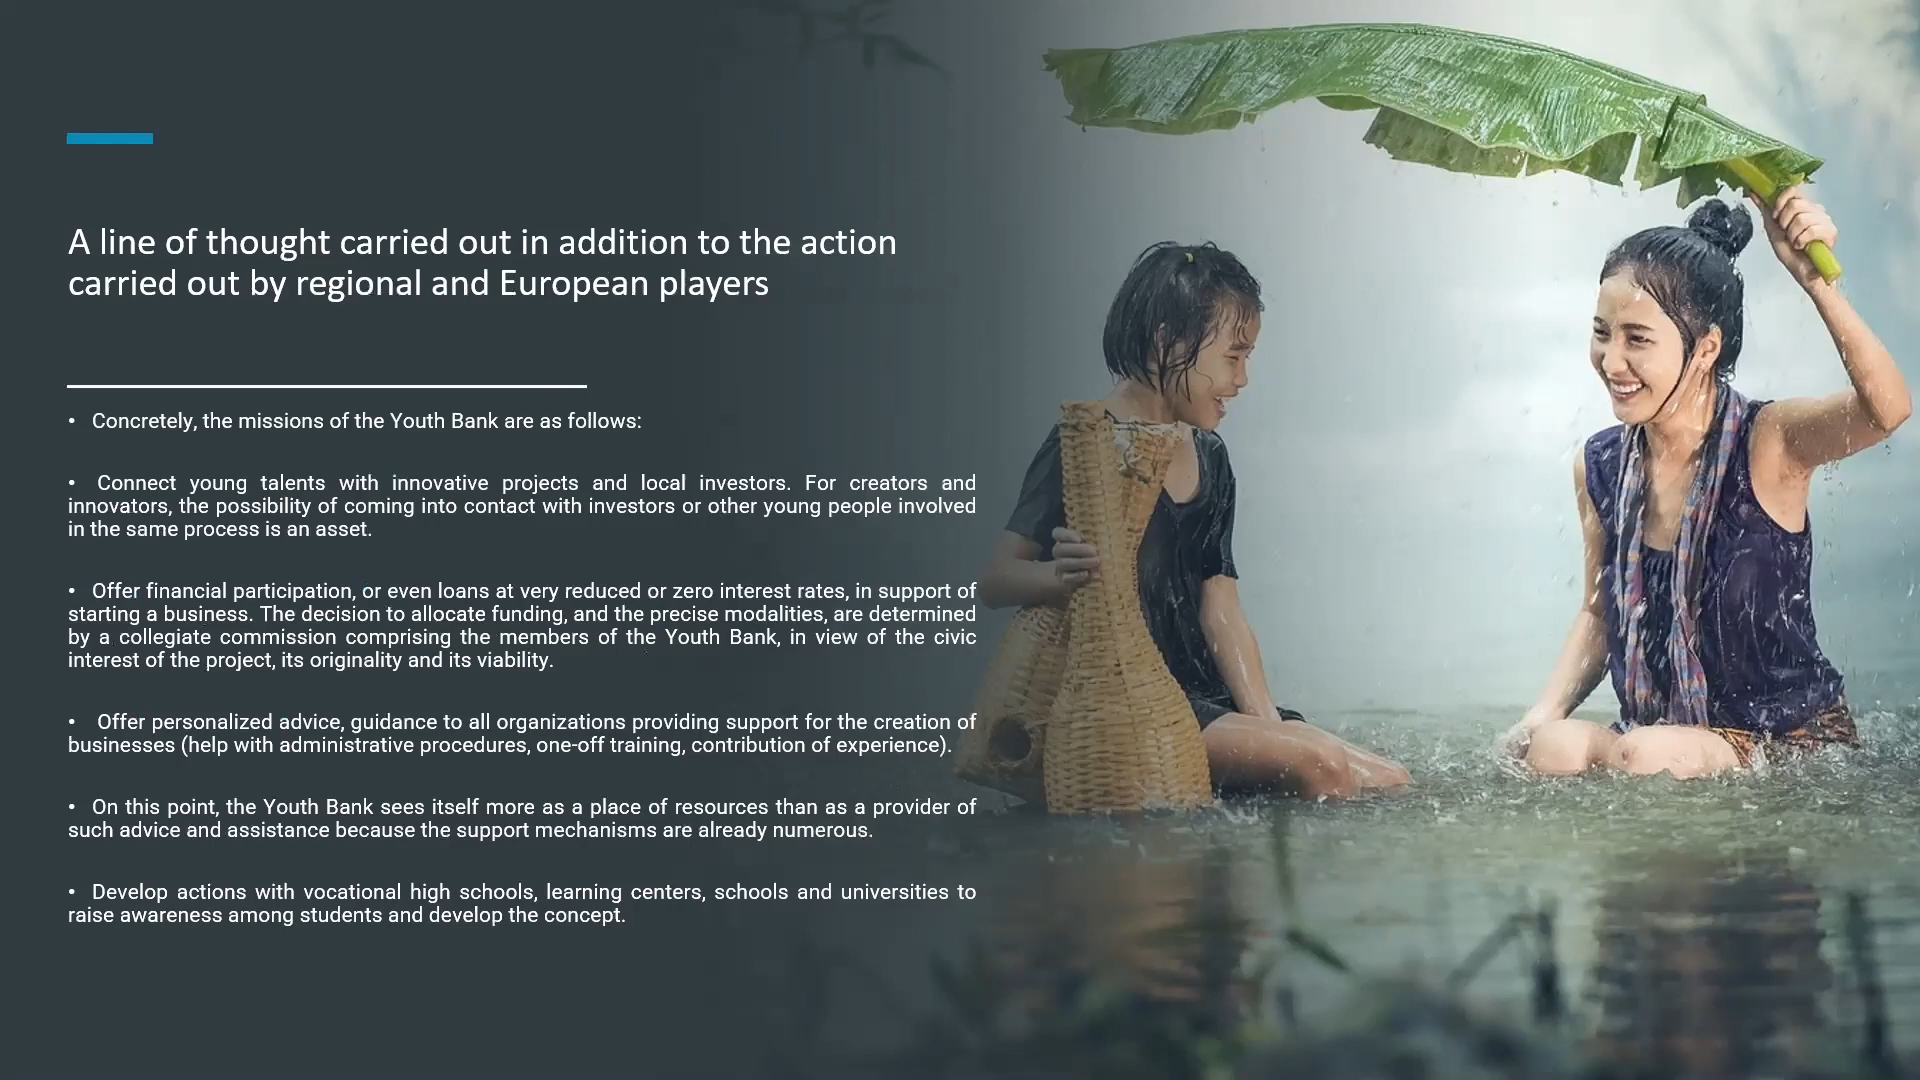 A line of thought carried out in addition to the action
carried out by regional and European players
• Concretely, the missions of the Youth Bank are as follows:
• Connect young talents with innovative projects and local investors. For creators and
innovators, the possibility of coming into contact with investors or other young people involved
in the same process is an asset.
• Offer financial participation, or even loans at very reduced or zero interest rates, in support of
starting a business. The decision to allocate funding, and the precise modalities, are determined
by a collegiate commission comprising the members of the Youth Bank, in view of the civic
interest of the project, its originality and its viability.
• Offer personalized advice, guidance to all organizations providing support for the creation of
businesses (help with administrative procedures, one-off training, contribution of experience).
• On this point, the Youth Bank sees itself more as a place of resources than as a provider of
such advice and assistance because the support mechanisms are already numerous.
• Develop actions with vocational high schools, learning centers, schools and universities to
raise awareness among students and develop the concept.